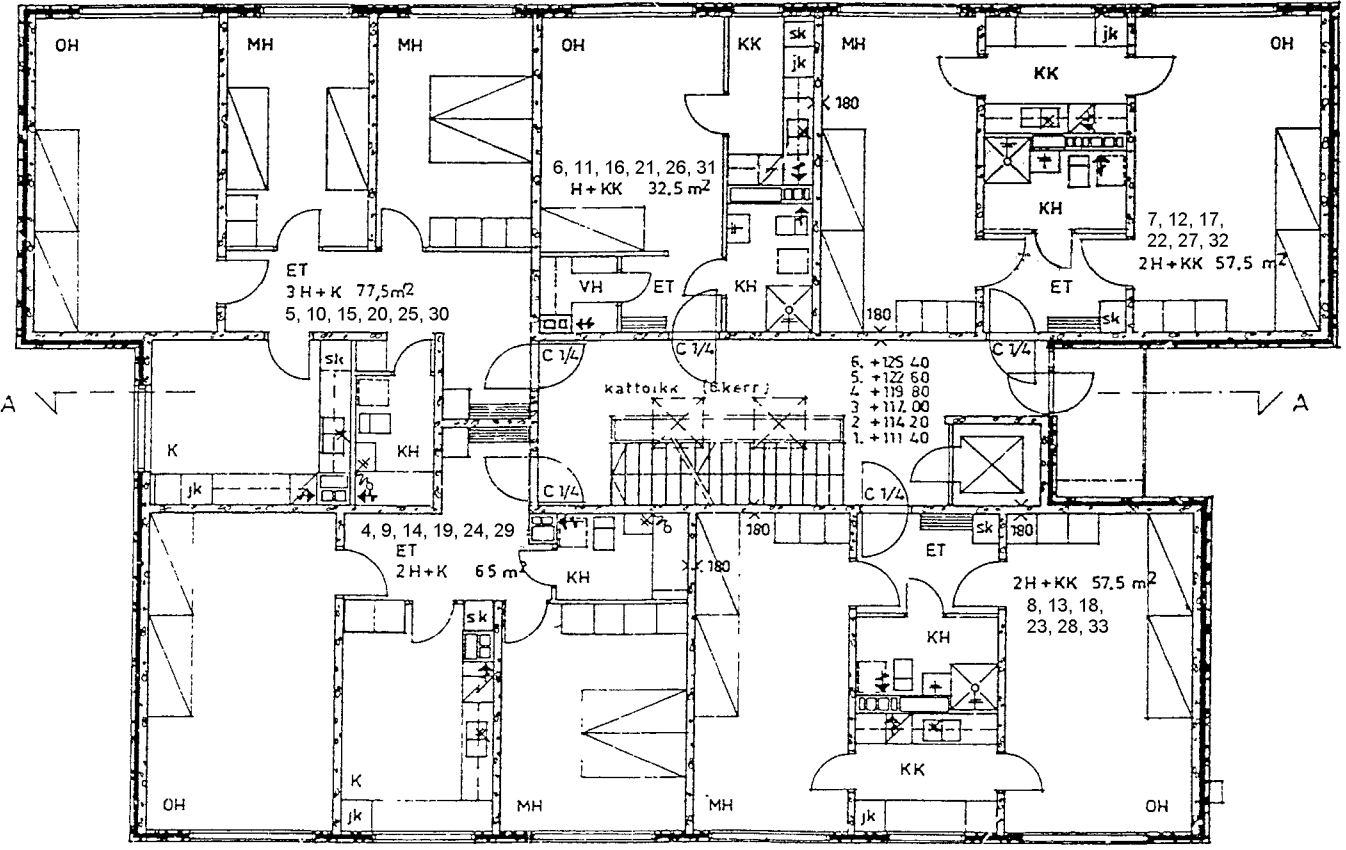 OH
MH
MH
OH
KK
sk
jk
MH
KK
jk
OH
180
6, 11, 16, 21, 26, 31
H+KK 32,5 m²
KH
7, 12, 17,
22, 27, 32
2H+KK 57,5 m²
ET
3H+K 77,5m²
5, 10, 15, 20, 25, 30
VH
ET
KH
180
ET
sk
C 1/4
C 1/4
C 1/4
sk
kattoikk. (6.kerr.)
6. +125 40
5. +122 60
4 +119 80
3 +117 00
2 +114 20
1. +111 40
A
A
K
KH
jk
C 1/4
C 1/4
4, 9, 14, 19, 24, 29
ET
2H+K 65 m²
KH
180
180
ET
sk
180
2H+KK 57,5 m²
8, 13, 18,
23, 28, 33
sk
KH
K
KK
OH
jk
MH
MH
jk
OH